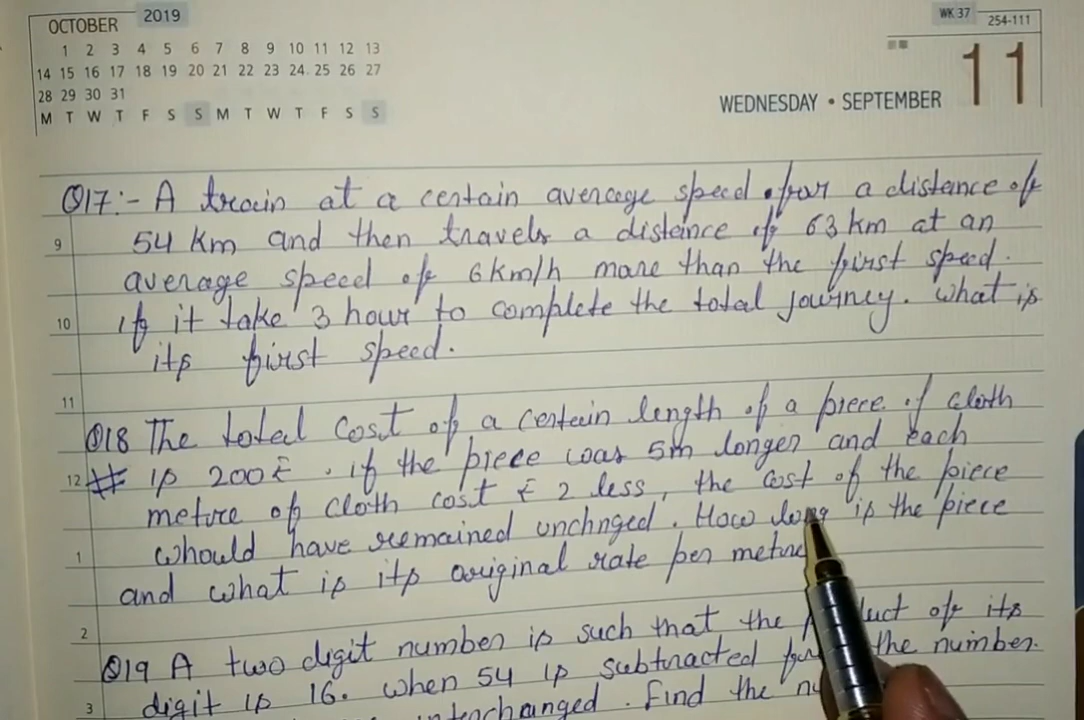 OCTOBER 2019
1 2 3 4 5 6 7 8 9 10 11 12 13
14 15 16 17 18 19 20 21 22 23 24 25 26 27
28 29 30 31
M T W T F S S M T W T F S S
WK 37 254-111
WEDNESDAY • SEPTEMBER 11
Q17:- A train at a certain average speed for a distance of
9 54 Km and then travels a distance of 63 km at an
average speed of 6 km/h more than the first speed.
10 if it take 3 hour to complete the total journey. What is
its first speed.
11
Q18 The total cost of a certain length of a piece of cloth
12 # is 200₹. if the piece was 5m longer and each
metre of cloth cost ₹ 2 less, the cost of the piece
1 whould have remained unchnged. How long is the piece
and what is its original rate per metre
2
Q19 A two digit number is such that the of its
3 digit is 16. when 54 is subtracted the number.
interchanged. Find the